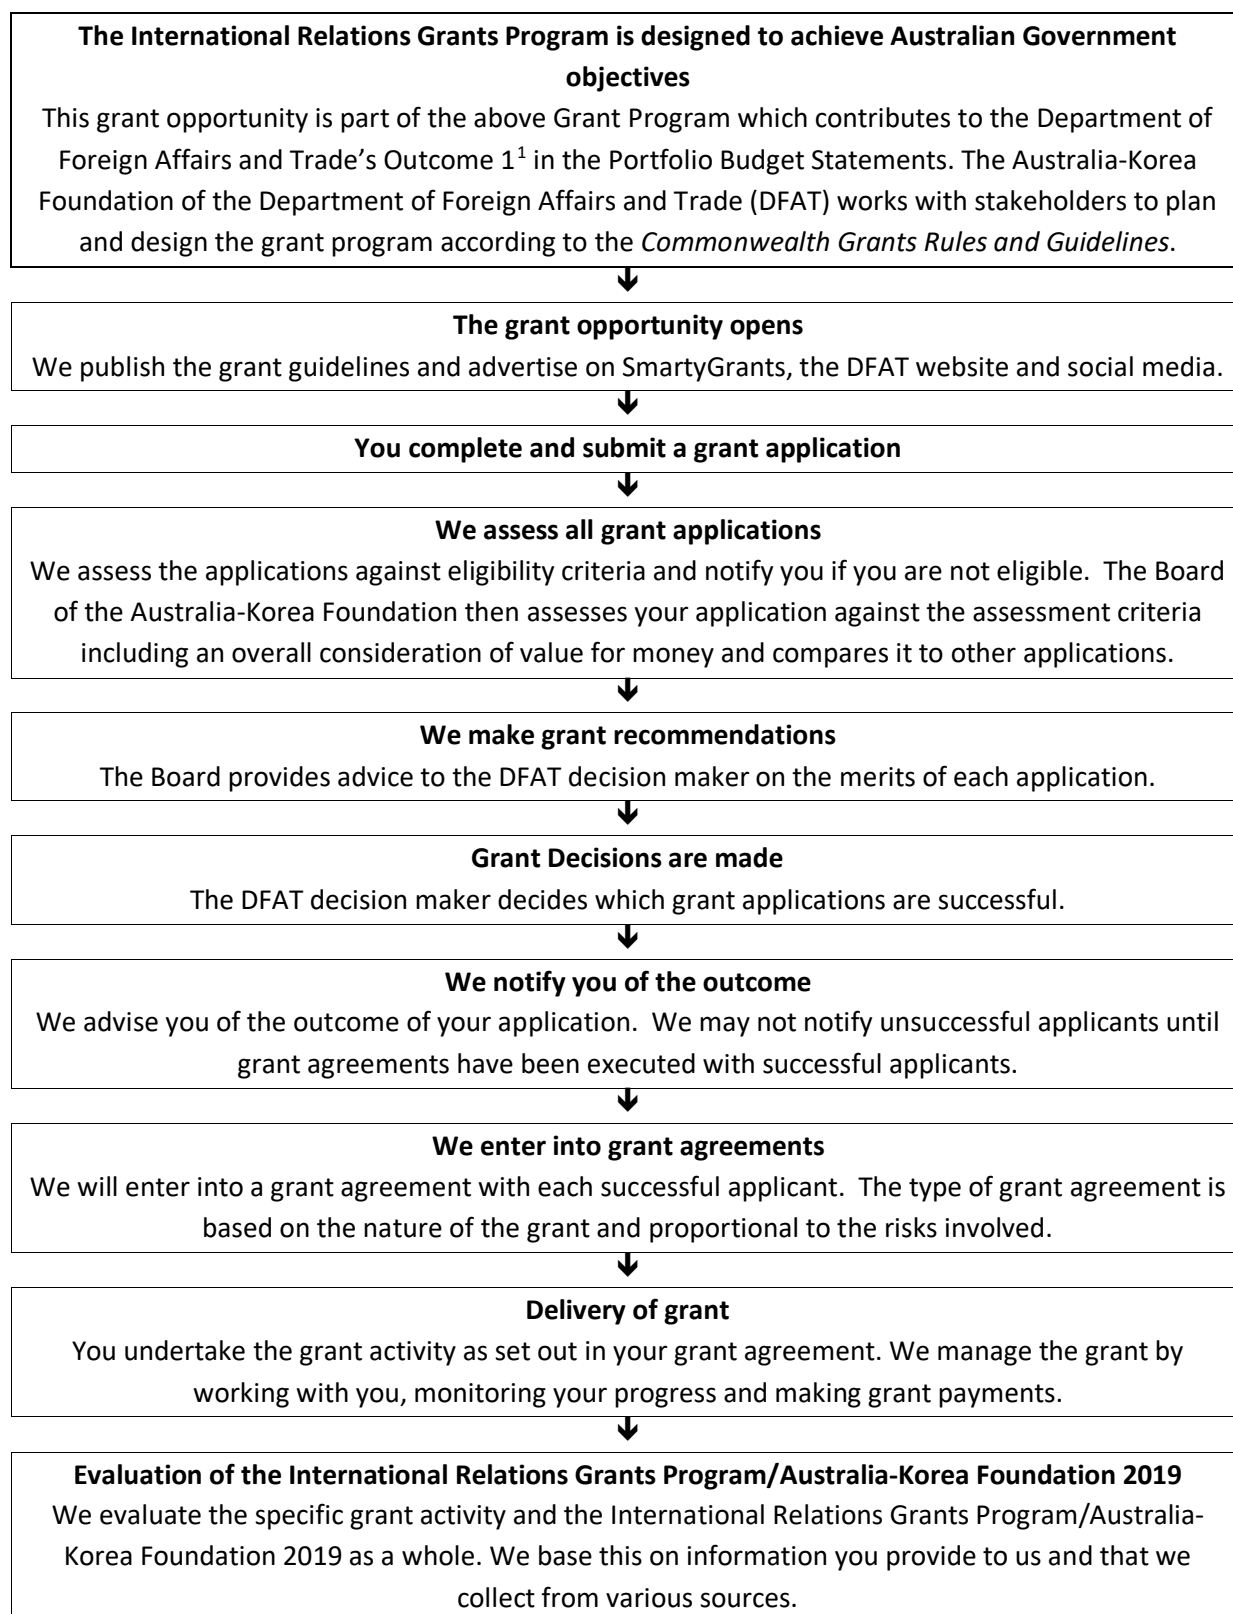 The International Relations Grants Program is designed to achieve Australian Government
objectives
This grant opportunity is part of the above Grant Program which contributes to the Department of
Foreign Affairs and Trade’s Outcome 1¹ in the Portfolio Budget Statements. The Australia-Korea
Foundation of the Department of Foreign Affairs and Trade (DFAT) works with stakeholders to plan
and design the grant program according to the Commonwealth Grants Rules and Guidelines.
The grant opportunity opens
We publish the grant guidelines and advertise on SmartyGrants, the DFAT website and social media.
You complete and submit a grant application
We assess all grant applications
We assess the applications against eligibility criteria and notify you if you are not eligible.  The Board
of the Australia-Korea Foundation then assesses your application against the assessment criteria
including an overall consideration of value for money and compares it to other applications.
We make grant recommendations
The Board provides advice to the DFAT decision maker on the merits of each application.
Grant Decisions are made
The DFAT decision maker decides which grant applications are successful.
We notify you of the outcome
We advise you of the outcome of your application.  We may not notify unsuccessful applicants until
grant agreements have been executed with successful applicants.
We enter into grant agreements
We will enter into a grant agreement with each successful applicant.  The type of grant agreement is
based on the nature of the grant and proportional to the risks involved.
Delivery of grant
You undertake the grant activity as set out in your grant agreement. We manage the grant by
working with you, monitoring your progress and making grant payments.
Evaluation of the International Relations Grants Program/Australia-Korea Foundation 2019
We evaluate the specific grant activity and the International Relations Grants Program/Australia-
Korea Foundation 2019 as a whole. We base this on information you provide to us and that we
collect from various sources.